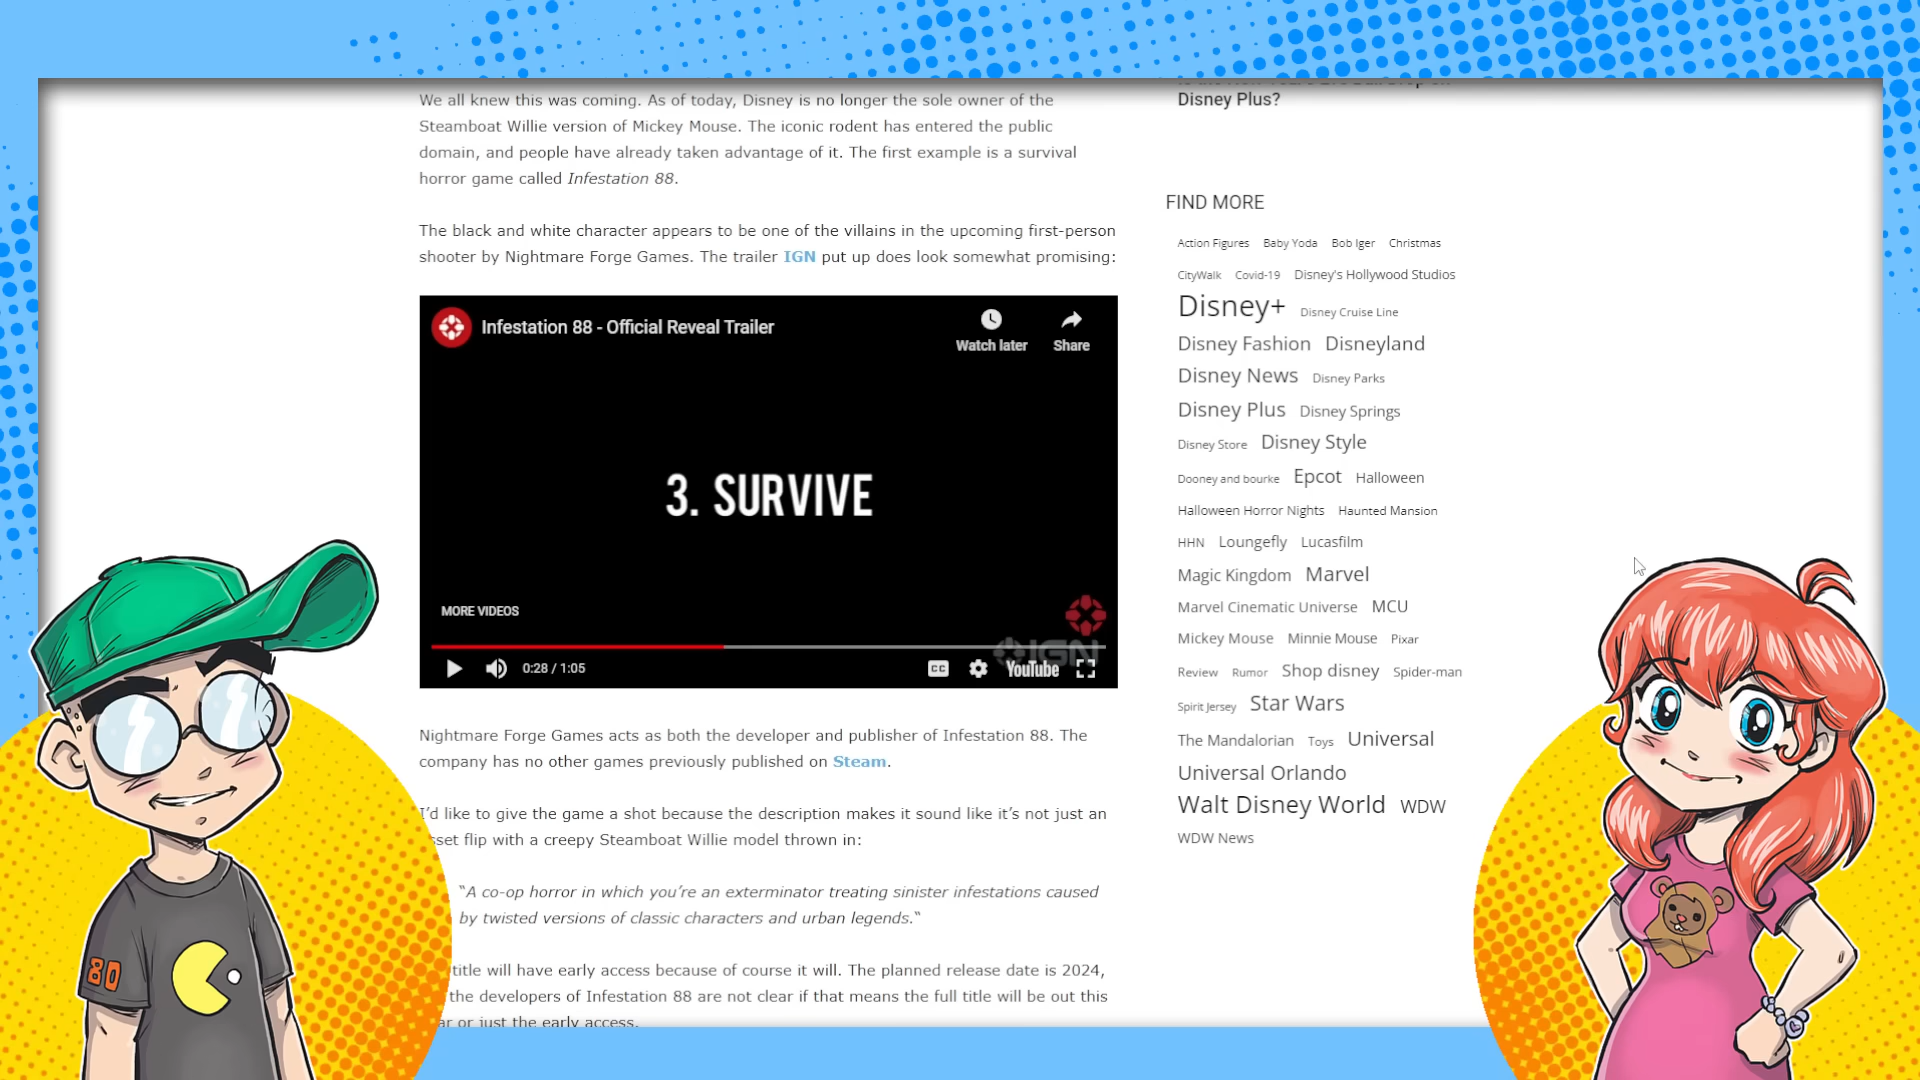 We all knew this was coming. As of today, Disney is no longer the sole owner of the
Steamboat Willie version of Mickey Mouse. The iconic rodent has entered the public
domain, and people have already taken advantage of it. The first example is a survival
horror game called Infestation 88.
The black and white character appears to be one of the villains in the upcoming first-person
shooter by Nightmare Forge Games. The trailer IGN put up does look somewhat promising:
Infestation 88 - Official Reveal Trailer
Watch later
Share
3. SURVIVE
MORE VIDEOS
IGN
0:28 / 1:05
CC
YouTube
Nightmare Forge Games acts as both the developer and publisher of Infestation 88. The
company has no other games previously published on Steam.
I'd like to give the game a shot because the description makes it sound like it's not just an
sset flip with a creepy Steamboat Willie model thrown in:
"A co-op horror in which you're an exterminator treating sinister infestations caused
by twisted versions of classic characters and urban legends."
title will have early access because of course it will. The planned release date is 2024,
the developers of Infestation 88 are not clear if that means the full title will be out this
ar or just the early access.
Disney Plus?
FIND MORE
Action Figures Baby Yoda Bob Iger Christmas
CityWalk Covid-19 Disney's Hollywood Studios
Disney+ Disney Cruise Line
Disney Fashion Disneyland
Disney News Disney Parks
Disney Plus Disney Springs
Disney Store Disney Style
Dooney and bourke Epcot Halloween
Halloween Horror Nights Haunted Mansion
HHN Loungefly Lucasfilm
Magic Kingdom Marvel
Marvel Cinematic Universe MCU
Mickey Mouse Minnie Mouse Pixar
Review Rumor Shop disney Spider-man
Spirit Jersey Star Wars
The Mandalorian Toys Universal
Universal Orlando
Walt Disney World WDW
WDW News
80